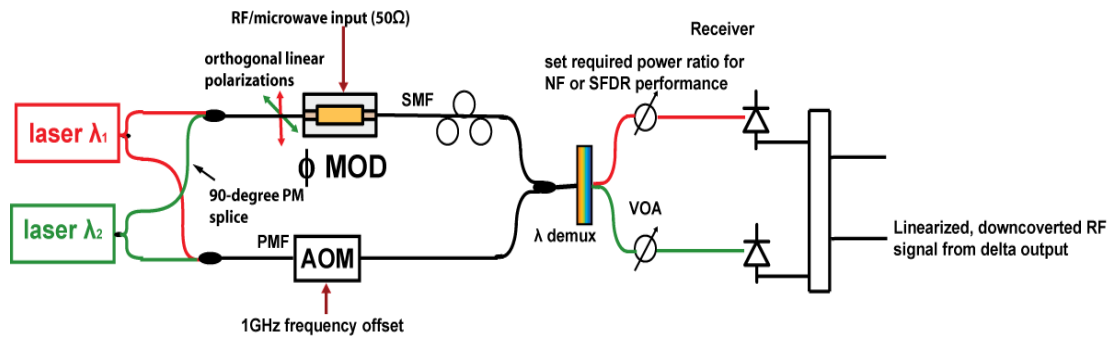 RF/microwave input (50Ω)
Receiver
orthogonal linear
polarizations
set required power ratio for
NF or SFDR performance
SMF
laser λ1
ϕ MOD
90-degree PM
splice
laser λ2
PMF
AOM
λ demux
VOA
Linearized, downcoverted RF
signal from delta output
1GHz frequency offset